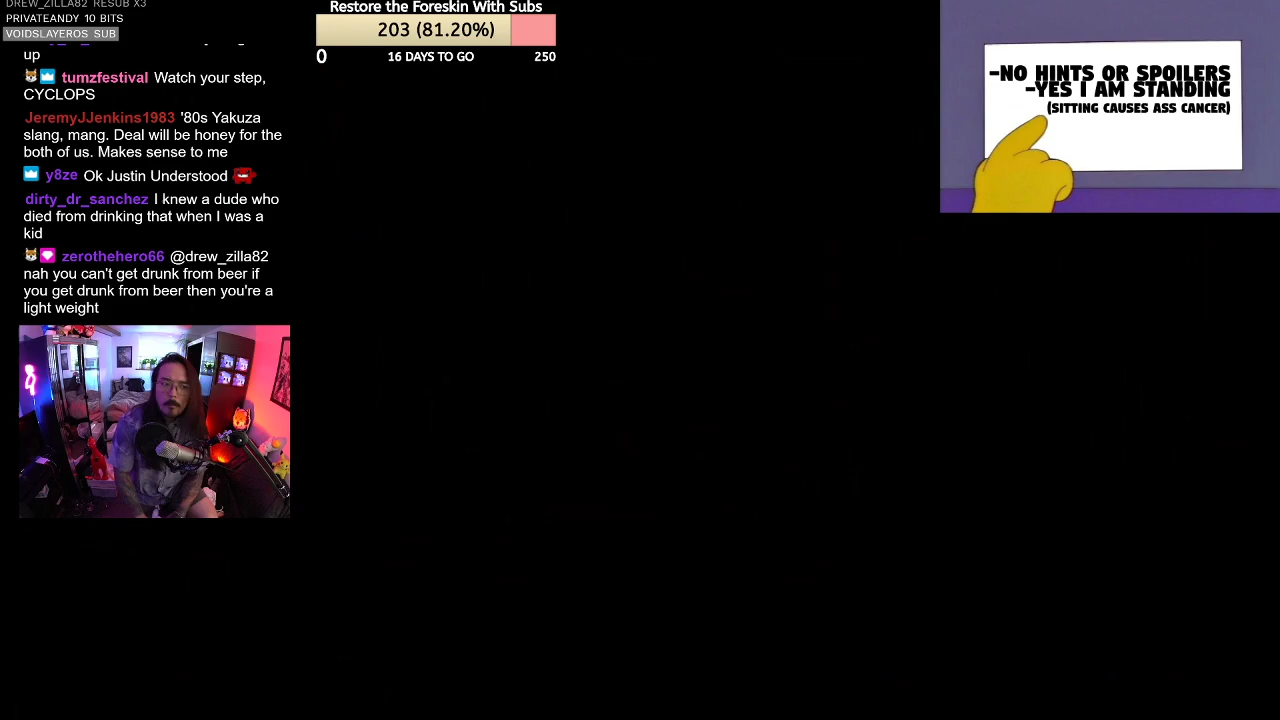 DREW_ZILLA82 RESUB X3
PRIVATEANDY 10 BITS
VOIDSLAYEROS SUB
up
tumzfestival Watch your step,
CYCLOPS
JeremyJJenkins1983 '80s Yakuza
slang, mang. Deal will be honey for the
both of us. Makes sense to me
y8ze Ok Justin Understood
dirty_dr_sanchez I knew a dude who
died from drinking that when I was a
kid
zerothehero66 @drew_zilla82
nah you can't get drunk from beer if
you get drunk from beer then you're a
light weight
Restore the Foreskin With Subs
203 (81.20%)
0 16 DAYS TO GO 250
-NO HINTS OR SPOILERS
-YES I AM STANDING
(SITTING CAUSES ASS CANCER)